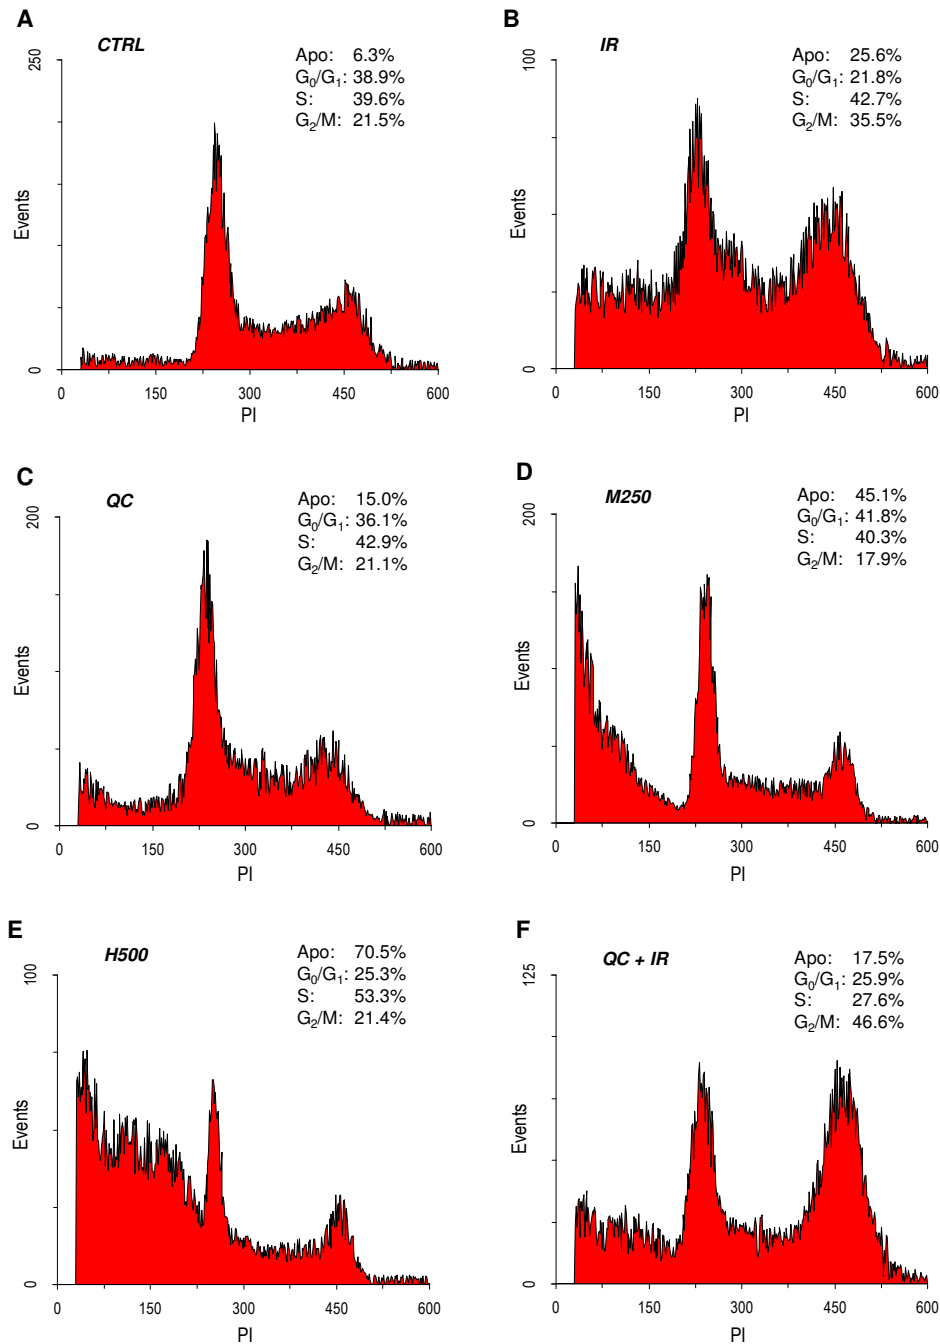 A
CTRL
Apo: 6.3%
G₀/G₁: 38.9%
S: 39.6%
G₂/M: 21.5%
250
Events
0
0 150 300 450 600
PI
B
IR
Apo: 25.6%
G₀/G₁: 21.8%
S: 42.7%
G₂/M: 35.5%
100
Events
0
0 150 300 450 600
PI
C
QC
Apo: 15.0%
G₀/G₁: 36.1%
S: 42.9%
G₂/M: 21.1%
200
Events
0
0 150 300 450 600
PI
D
M250
Apo: 45.1%
G₀/G₁: 41.8%
S: 40.3%
G₂/M: 17.9%
200
Events
0
0 150 300 450 600
PI
E
H500
Apo: 70.5%
G₀/G₁: 25.3%
S: 53.3%
G₂/M: 21.4%
100
Events
0
0 150 300 450 600
PI
F
QC + IR
Apo: 17.5%
G₀/G₁: 25.9%
S: 27.6%
G₂/M: 46.6%
125
Events
0
0 150 300 450 600
PI